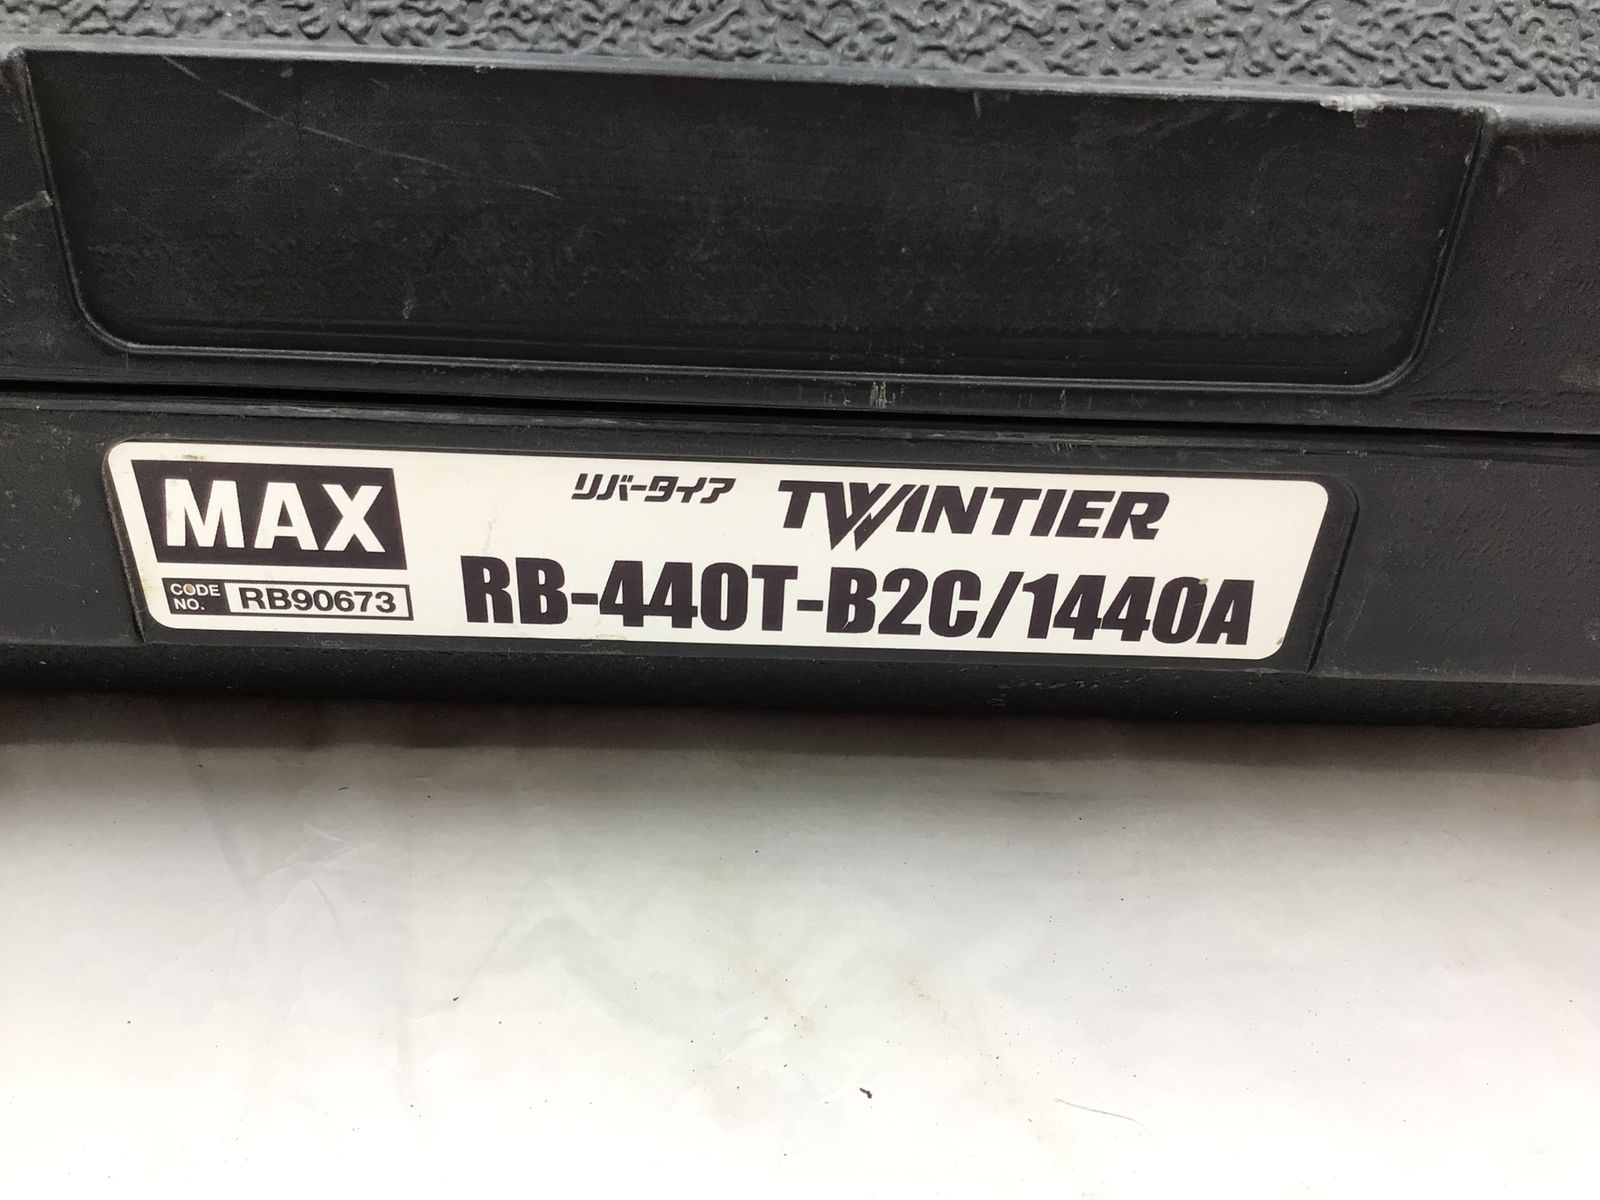 MAX
リバータイア TWINTIER
CODE NO. RB90673
RB-440T-B2C/1440A